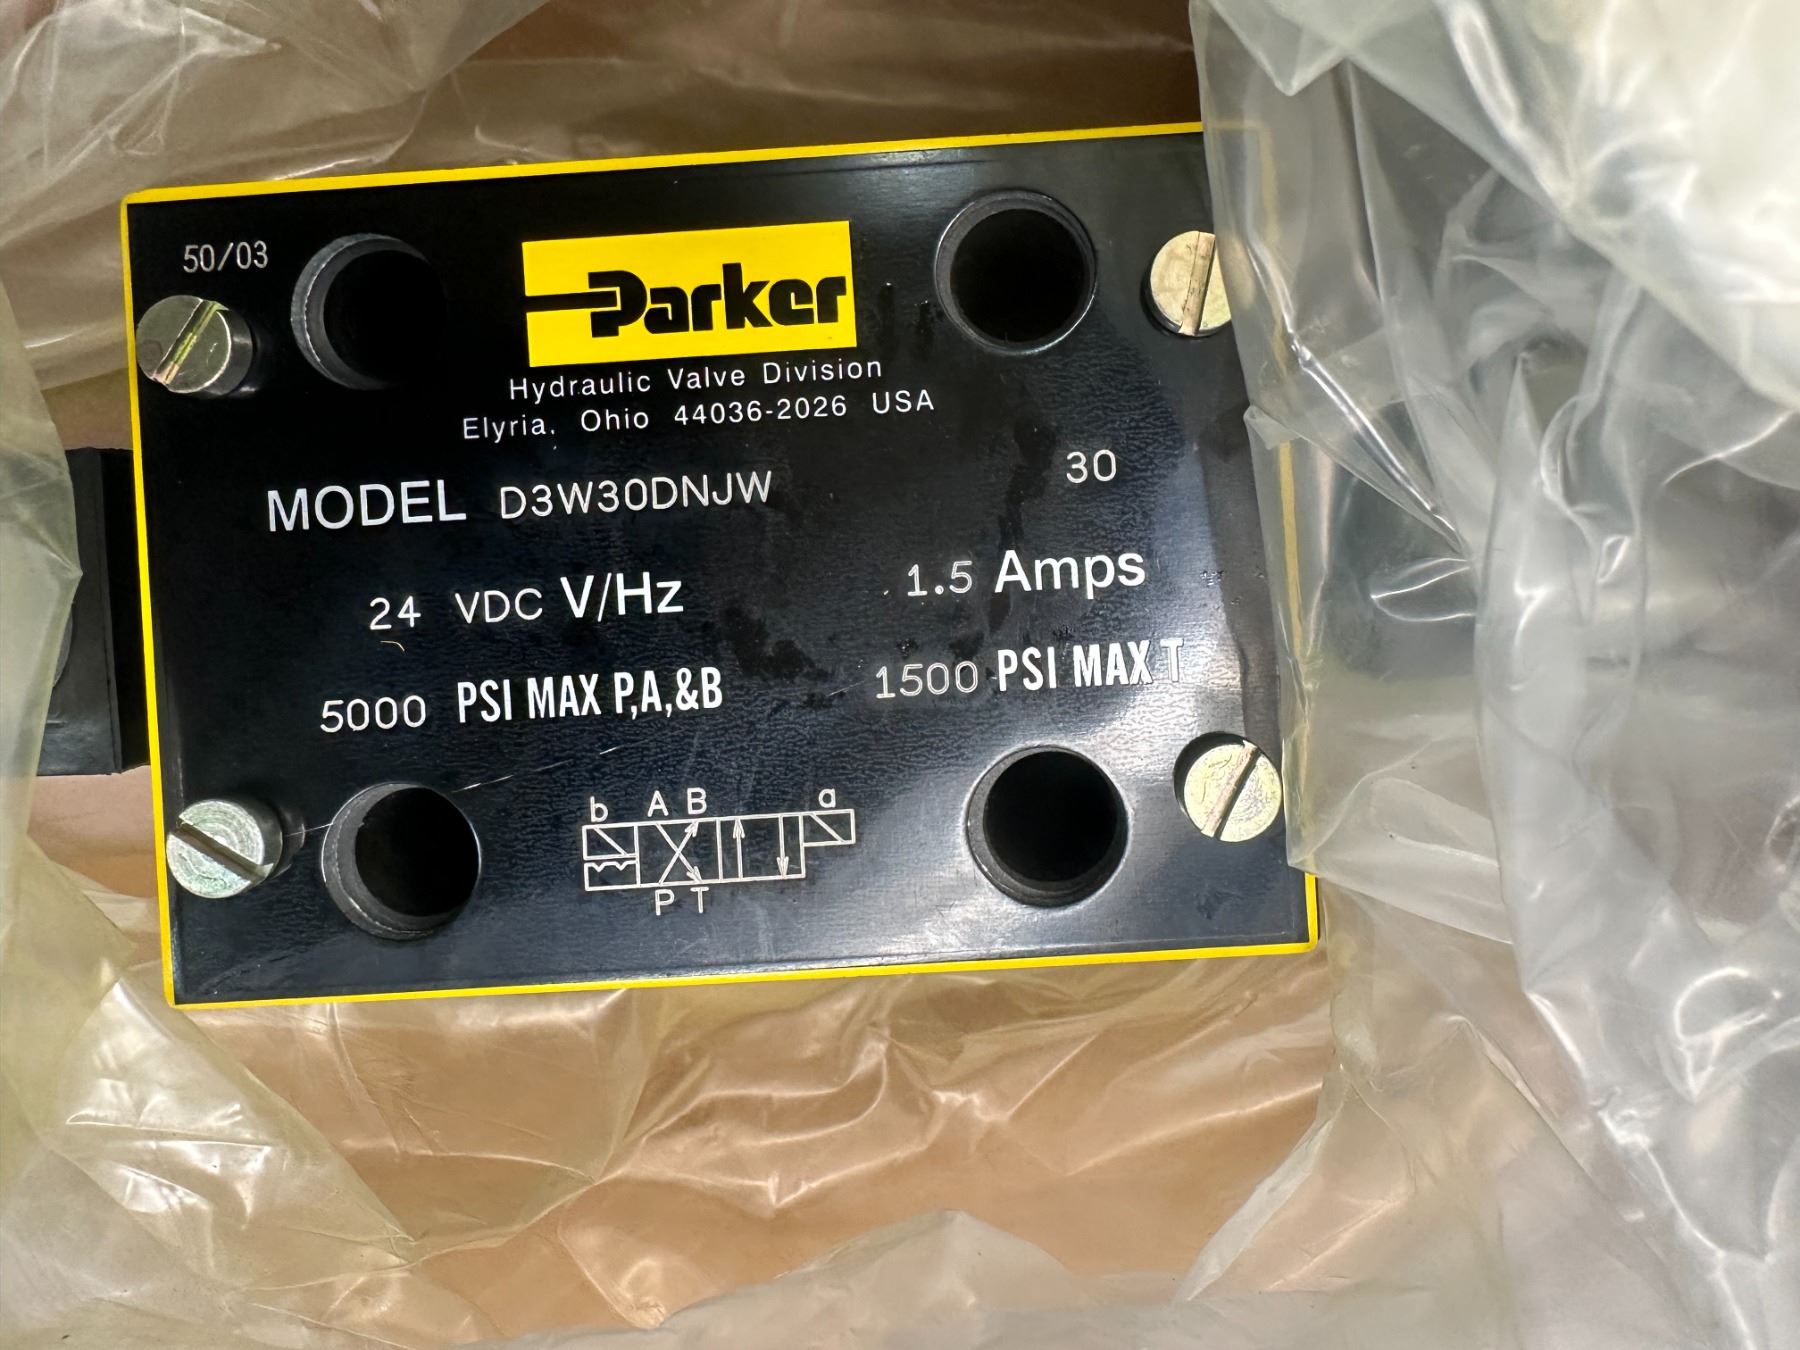 50/03
Parker
Hydraulic Valve Division
Elyria, Ohio 44036-2026 USA
MODEL D3W30DNJW 30
24 VDC V/Hz 1.5 Amps
5000 PSI MAX P,A,&B 1500 PSI MAX T
b A B a
P T